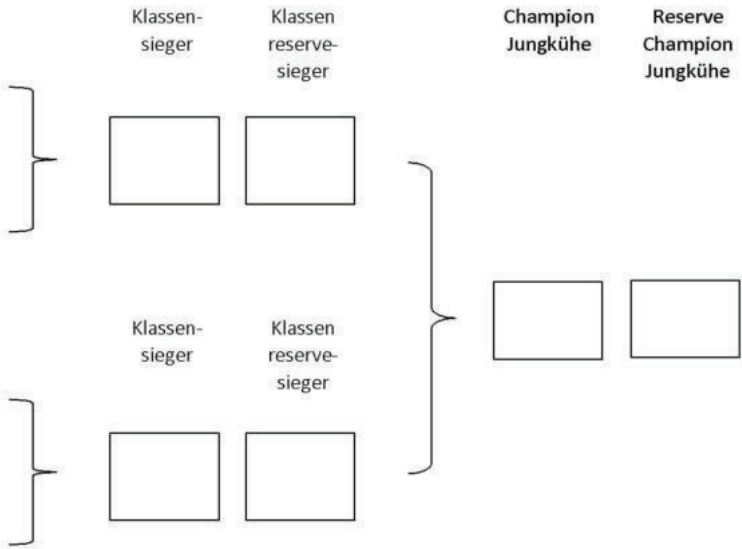 Klassen-
sieger
Klassen
reserve-
sieger
Champion
Jungkühe
Reserve
Champion
Jungkühe
Klassen-
sieger
Klassen
reserve-
sieger